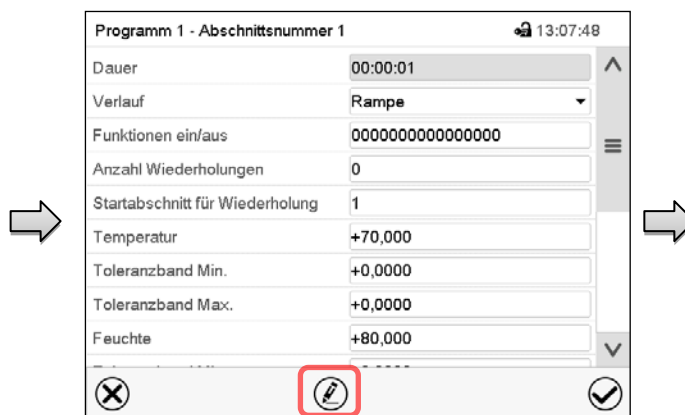 Programm 1 - Abschnittsnummer 1 13:07:48
Dauer 00:00:01
Verlauf Rampe
Funktionen ein/aus 0000000000000000
Anzahl Wiederholungen 0
Startabschnitt für Wiederholung 1
Temperatur +70,000
Toleranzband Min. +0,0000
Toleranzband Max. +0,0000
Feuchte +80,000